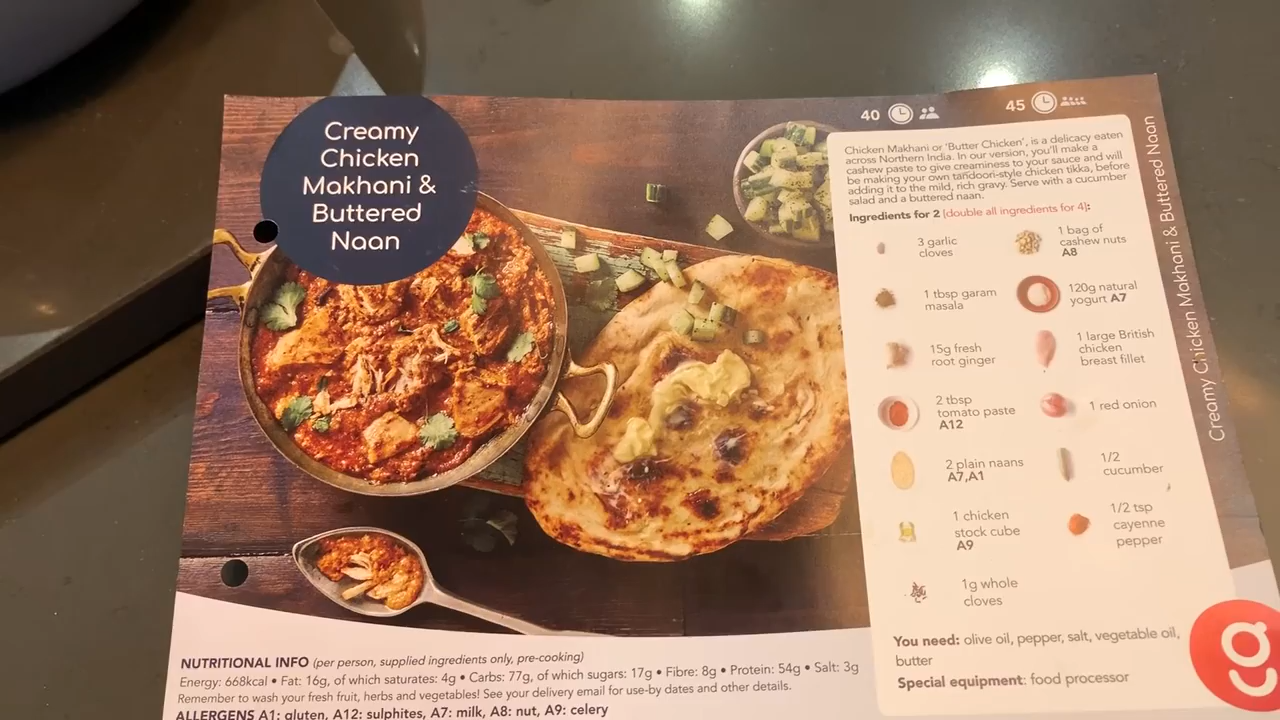 Creamy
Chicken
Makhani &
Buttered
Naan
40
45
Chicken Makhani or 'Butter Chicken', is a delicacy eaten
across Northern India. In our version, you'll make a
cashew paste to give creaminess to your sauce and will
be making your own tandoori-style chicken tikka, before
adding it to the mild, rich gravy. Serve with a cucumber
salad and a buttered naan.
Ingredients for 2 (double all ingredients for 4):
3 garlic
cloves
1 bag of
cashew nuts
A8
1 tbsp garam
masala
120g natural
yogurt A7
15g fresh
root ginger
1 large British
chicken
breast fillet
2 tbsp
tomato paste
A12
1 red onion
2 plain naans
A7,A1
1/2
cucumber
1 chicken
stock cube
A9
1/2 tsp
cayenne
pepper
1g whole
cloves
You need: olive oil, pepper, salt, vegetable oil,
butter
Special equipment: food processor
Creamy Chicken Makhani & Buttered Naan
g
NUTRITIONAL INFO (per person, supplied ingredients only, pre-cooking)
Energy: 668kcal • Fat: 16g, of which saturates: 4g • Carbs: 77g, of which sugars: 17g • Fibre: 8g • Protein: 54g • Salt: 3g
Remember to wash your fresh fruit, herbs and vegetables! See your delivery email for use-by dates and other details.
ALLERGENS A1: gluten, A12: sulphites, A7: milk, A8: nut, A9: celery